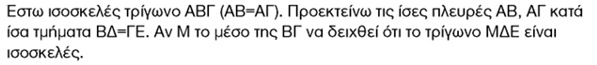 Εστω ισοσκελές τρίγωνο ΑΒΓ (ΑΒ=ΑΓ). Προεκτείνω τις ίσες πλευρές ΑΒ, ΑΓ κατά
ίσα τμήματα ΒΔ=ΓΕ. Αν Μ το μέσο της ΒΓ να δειχθεί ότι το τρίγωνο ΜΔΕ είναι
ισοσκελές.